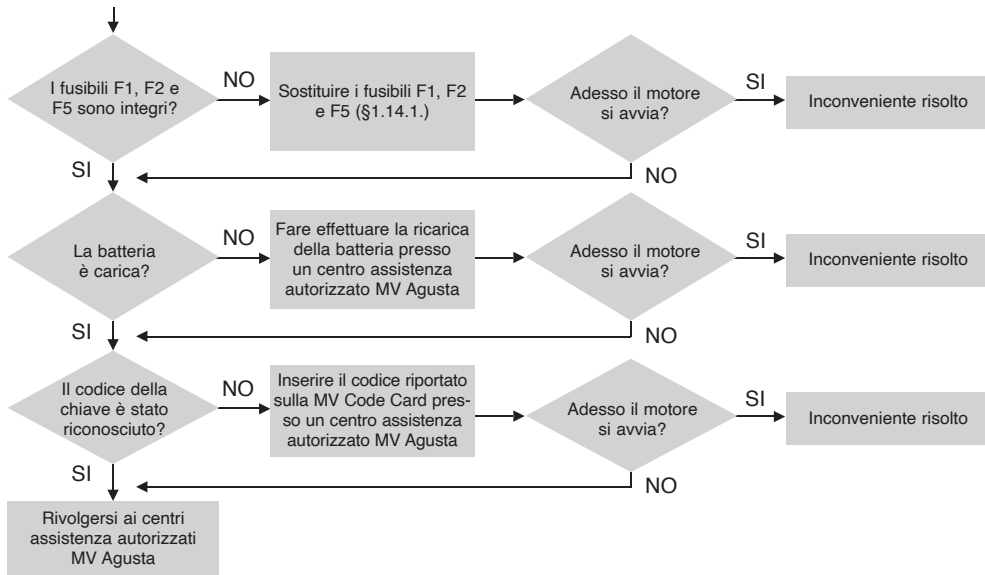 I fusibili F1, F2 e
F5 sono integri?
NO
Sostituire i fusibili F1, F2
e F5 (§1.14.1.)
Adesso il motore
si avvia?
SI
Inconveniente risolto
SI
NO
La batteria
è carica?
NO
Fare effettuare la ricarica
della batteria presso
un centro assistenza
autorizzato MV Agusta
Adesso il motore
si avvia?
SI
Inconveniente risolto
SI
NO
Il codice della
chiave è stato
riconosciuto?
NO
Inserire il codice riportato
sulla MV Code Card pres-
so un centro assistenza
autorizzato MV Agusta
Adesso il motore
si avvia?
SI
Inconveniente risolto
SI
NO
Rivolgersi ai centri
assistenza autorizzati
MV Agusta